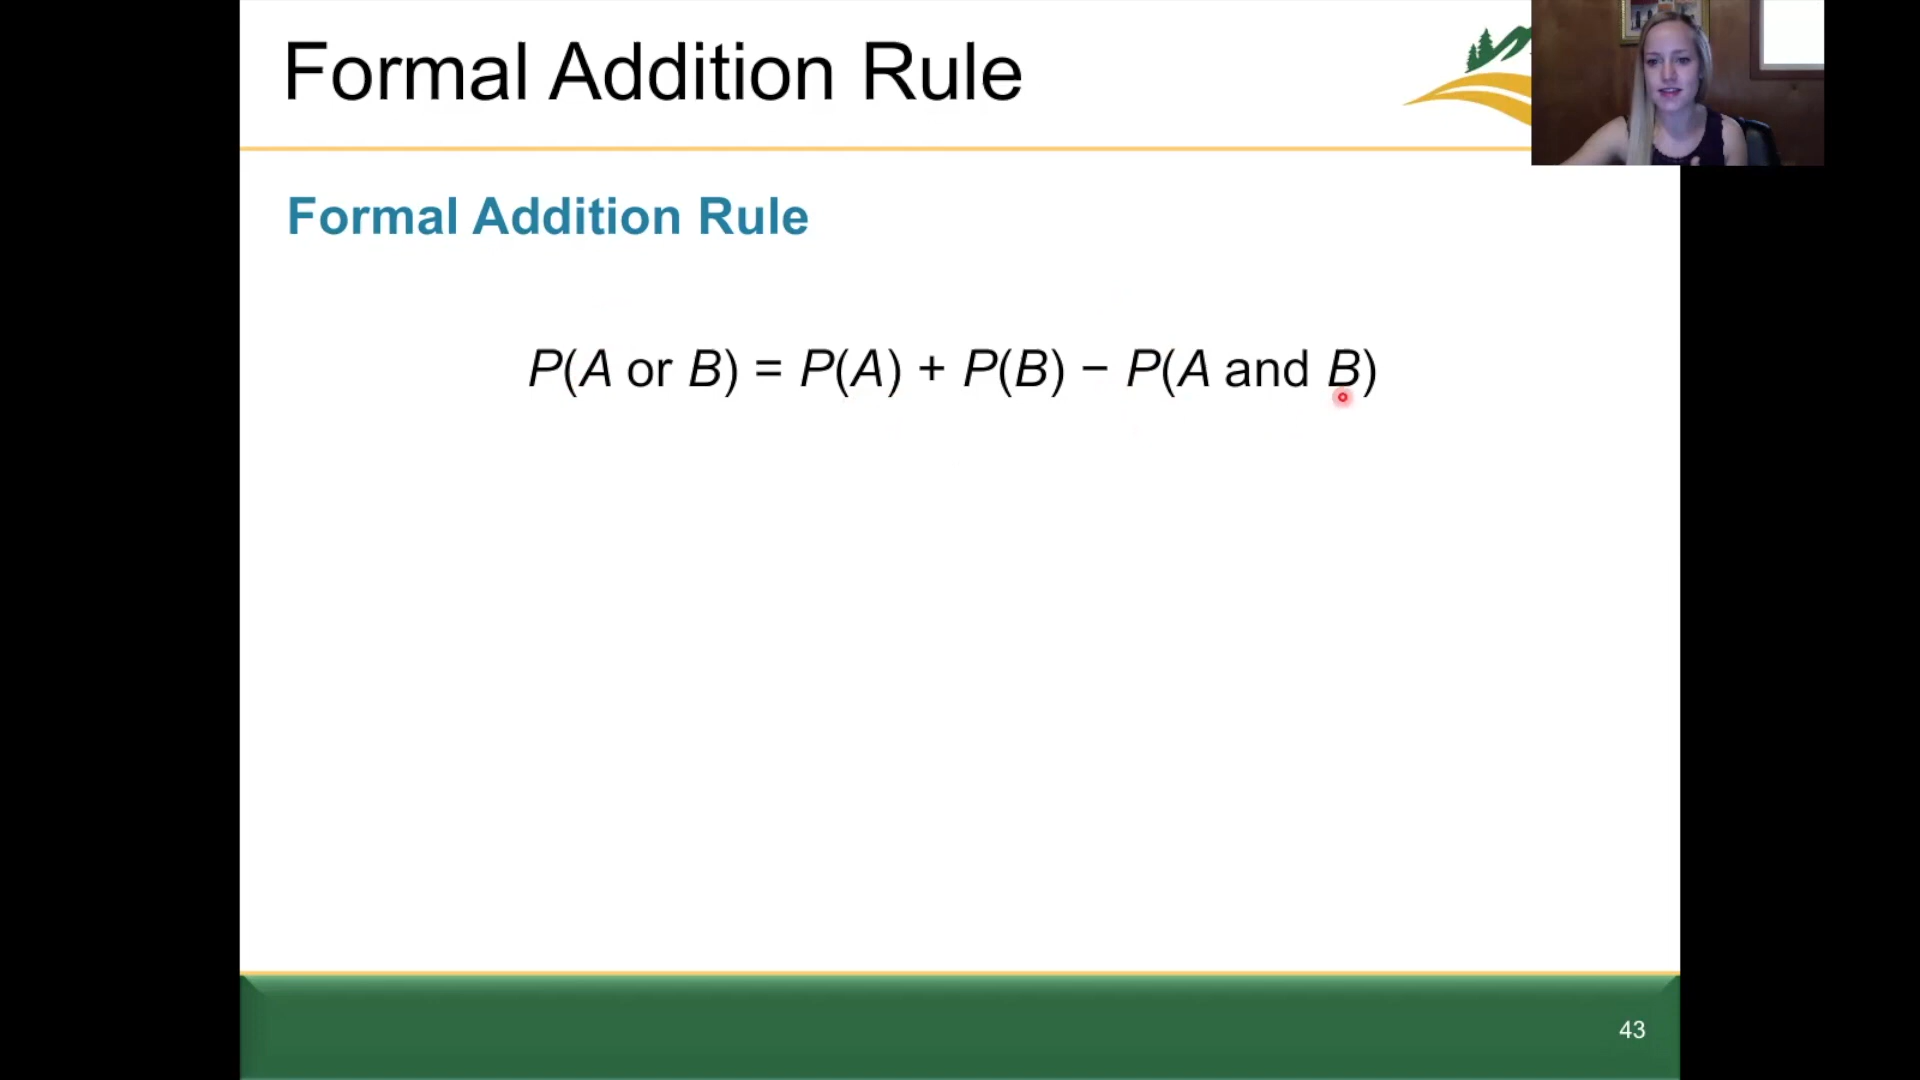 Formal Addition Rule
Formal Addition Rule
P(A or B) = P(A) + P(B) − P(A and B)
43